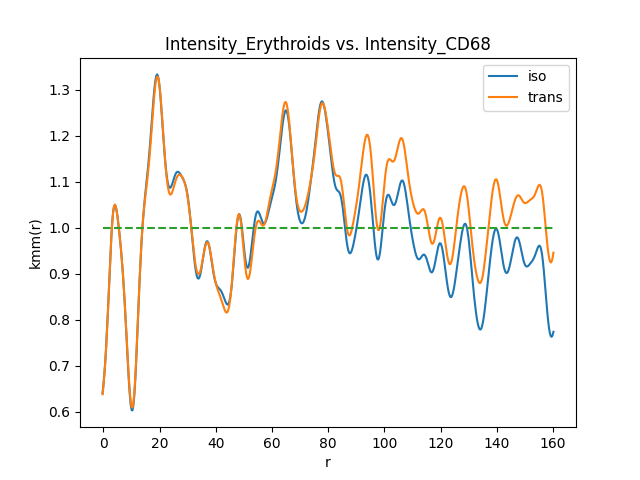 Intensity_Erythroids vs. Intensity_CD68
iso
trans
kmm(r)
1.3
1.2
1.1
1.0
0.9
0.8
0.7
0.6
0 20 40 60 80 100 120 140 160
r